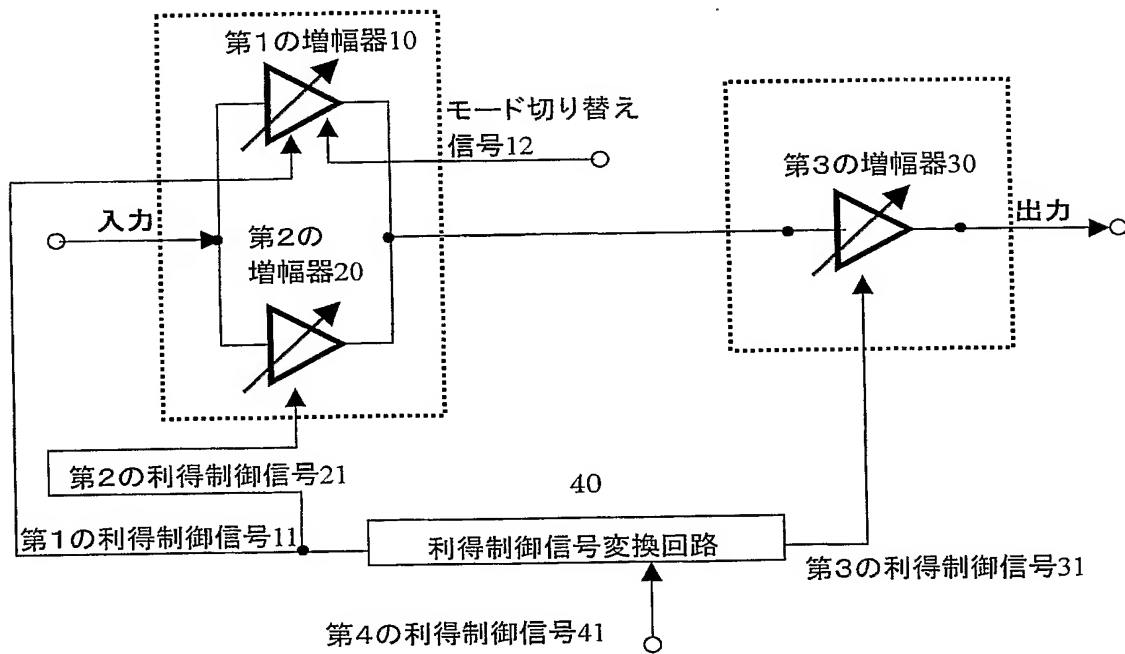 第1の増幅器10
モード切り替え
信号12
第3の増幅器30
入力
第2の
増幅器20
出力
第2の利得制御信号21
40
第1の利得制御信号11
利得制御信号変換回路
第3の利得制御信号31
第4の利得制御信号41